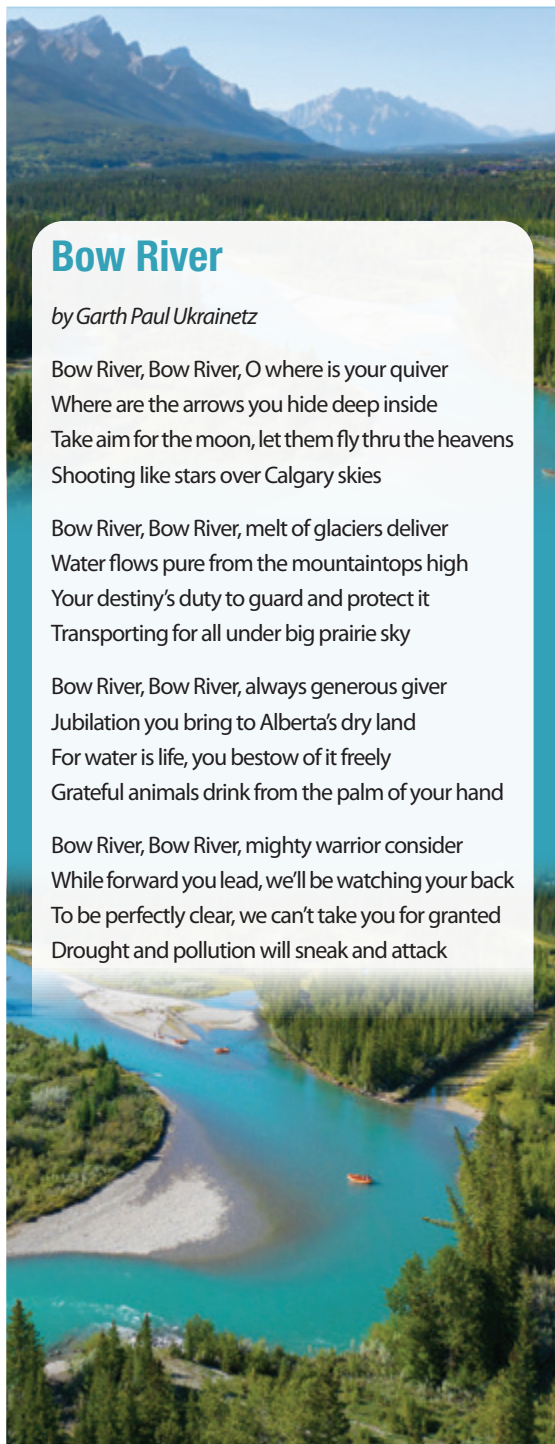 Bow River
by Garth Paul Ukrainetz
Bow River, Bow River, O where is your quiver
Where are the arrows you hide deep inside
Take aim for the moon, let them fly thru the heavens
Shooting like stars over Calgary skies
Bow River, Bow River, melt of glaciers deliver
Water flows pure from the mountaintops high
Your destiny's duty to guard and protect it
Transporting for all under big prairie sky
Bow River, Bow River, always generous giver
Jubilation you bring to Alberta's dry land
For water is life, you bestow of it freely
Grateful animals drink from the palm of your hand
Bow River, Bow River, mighty warrior consider
While forward you lead, we'll be watching your back
To be perfectly clear, we can't take you for granted
Drought and pollution will sneak and attack